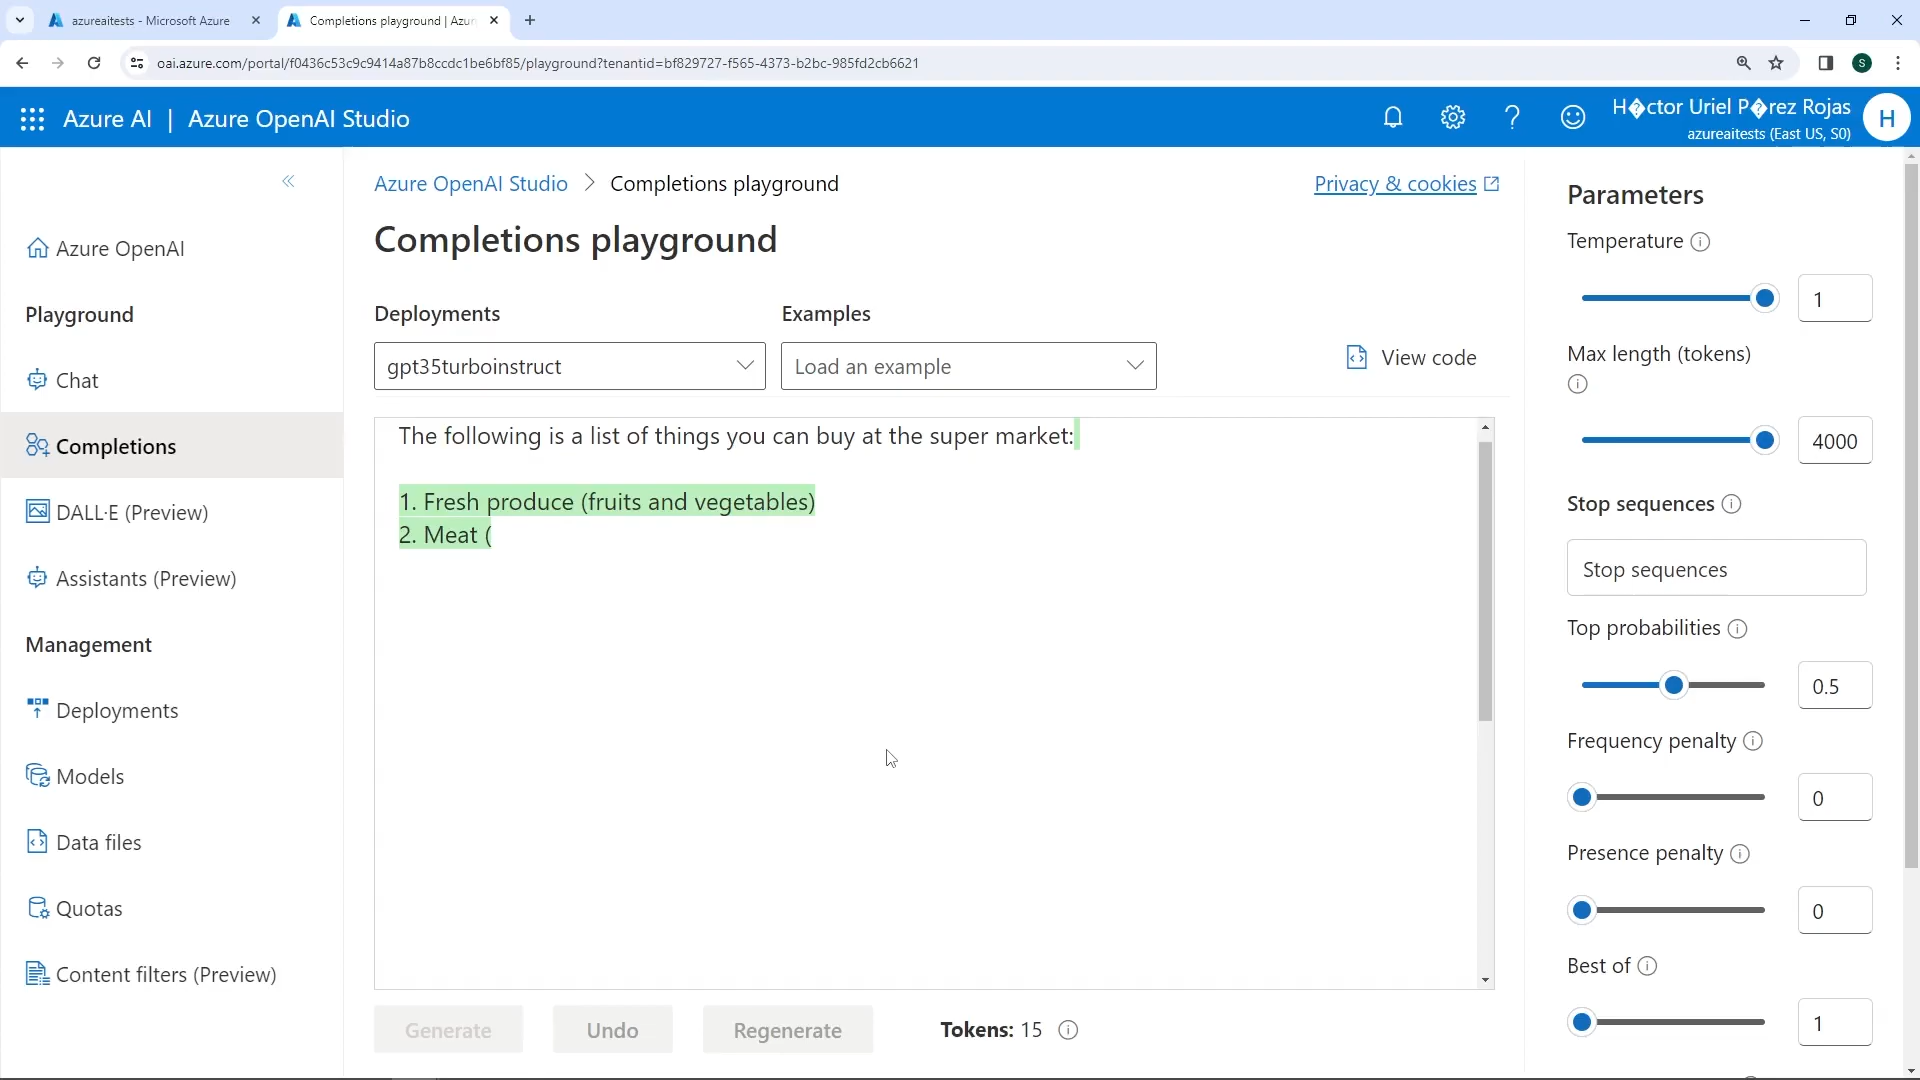 azureaitests - Microsoft Azure
Completions playground | Azur
oai.azure.com/portal/f0436c53c9c9414a87b8ccdc1be6bf85/playground?tenantid=bf829727-f565-4373-b2bc-985fd2cb6621
S
Azure AI | Azure OpenAI Studio
H�ctor Uriel P�rez Rojas
azureaitests (East US, S0)
H
Azure OpenAI
Playground
Chat
Completions
DALL·E (Preview)
Assistants (Preview)
Management
Deployments
Models
Data files
Quotas
Content filters (Preview)
Azure OpenAI Studio > Completions playground
Privacy & cookies
Completions playground
Deployments
Examples
gpt35turboinstruct
Load an example
View code
The following is a list of things you can buy at the super market:
1. Fresh produce (fruits and vegetables)
2. Meat (
Generate
Undo
Regenerate
Tokens: 15
Parameters
Temperature
1
Max length (tokens)
4000
Stop sequences
Stop sequences
Top probabilities
0.5
Frequency penalty
0
Presence penalty
0
Best of
1